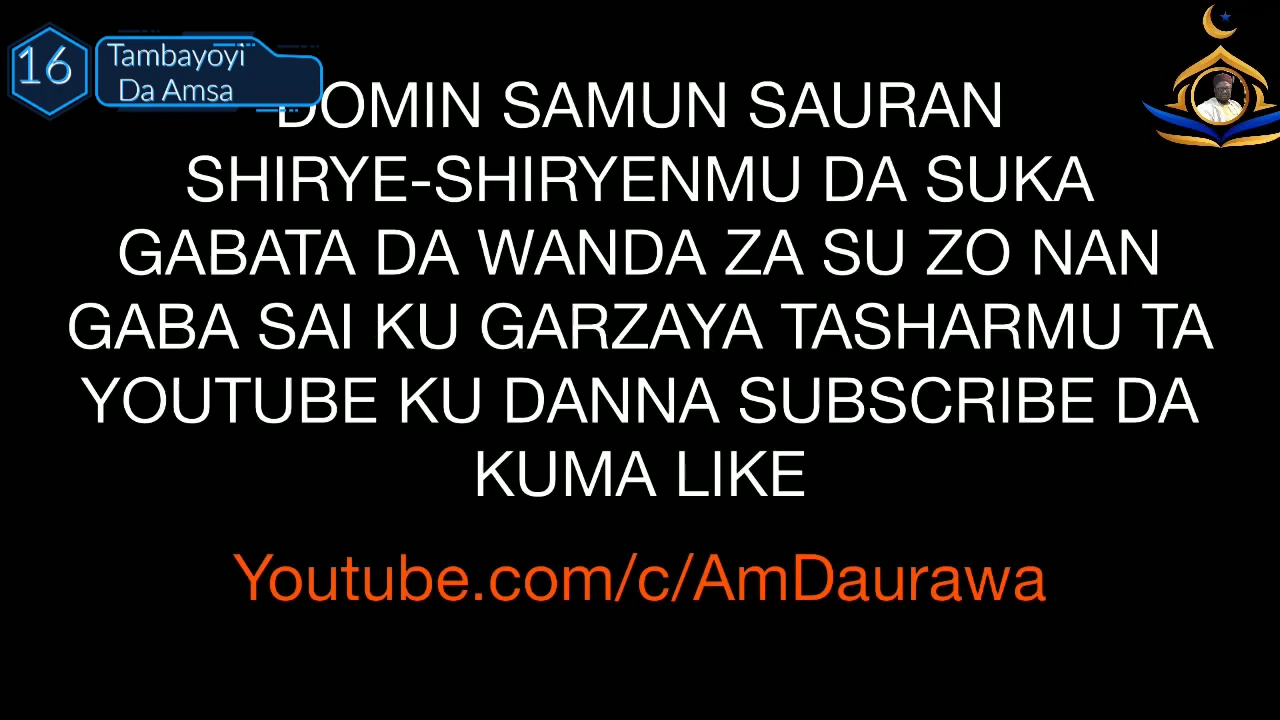 16
Tambayoyi
Da Amsa
DOMIN SAMUN SAURAN
SHIRYE-SHIRYENMU DA SUKA
GABATA DA WANDA ZA SU ZO NAN
GABA SAI KU GARZAYA TASHARMU TA
YOUTUBE KU DANNA SUBSCRIBE DA
KUMA LIKE
Youtube.com/c/AmDaurawa